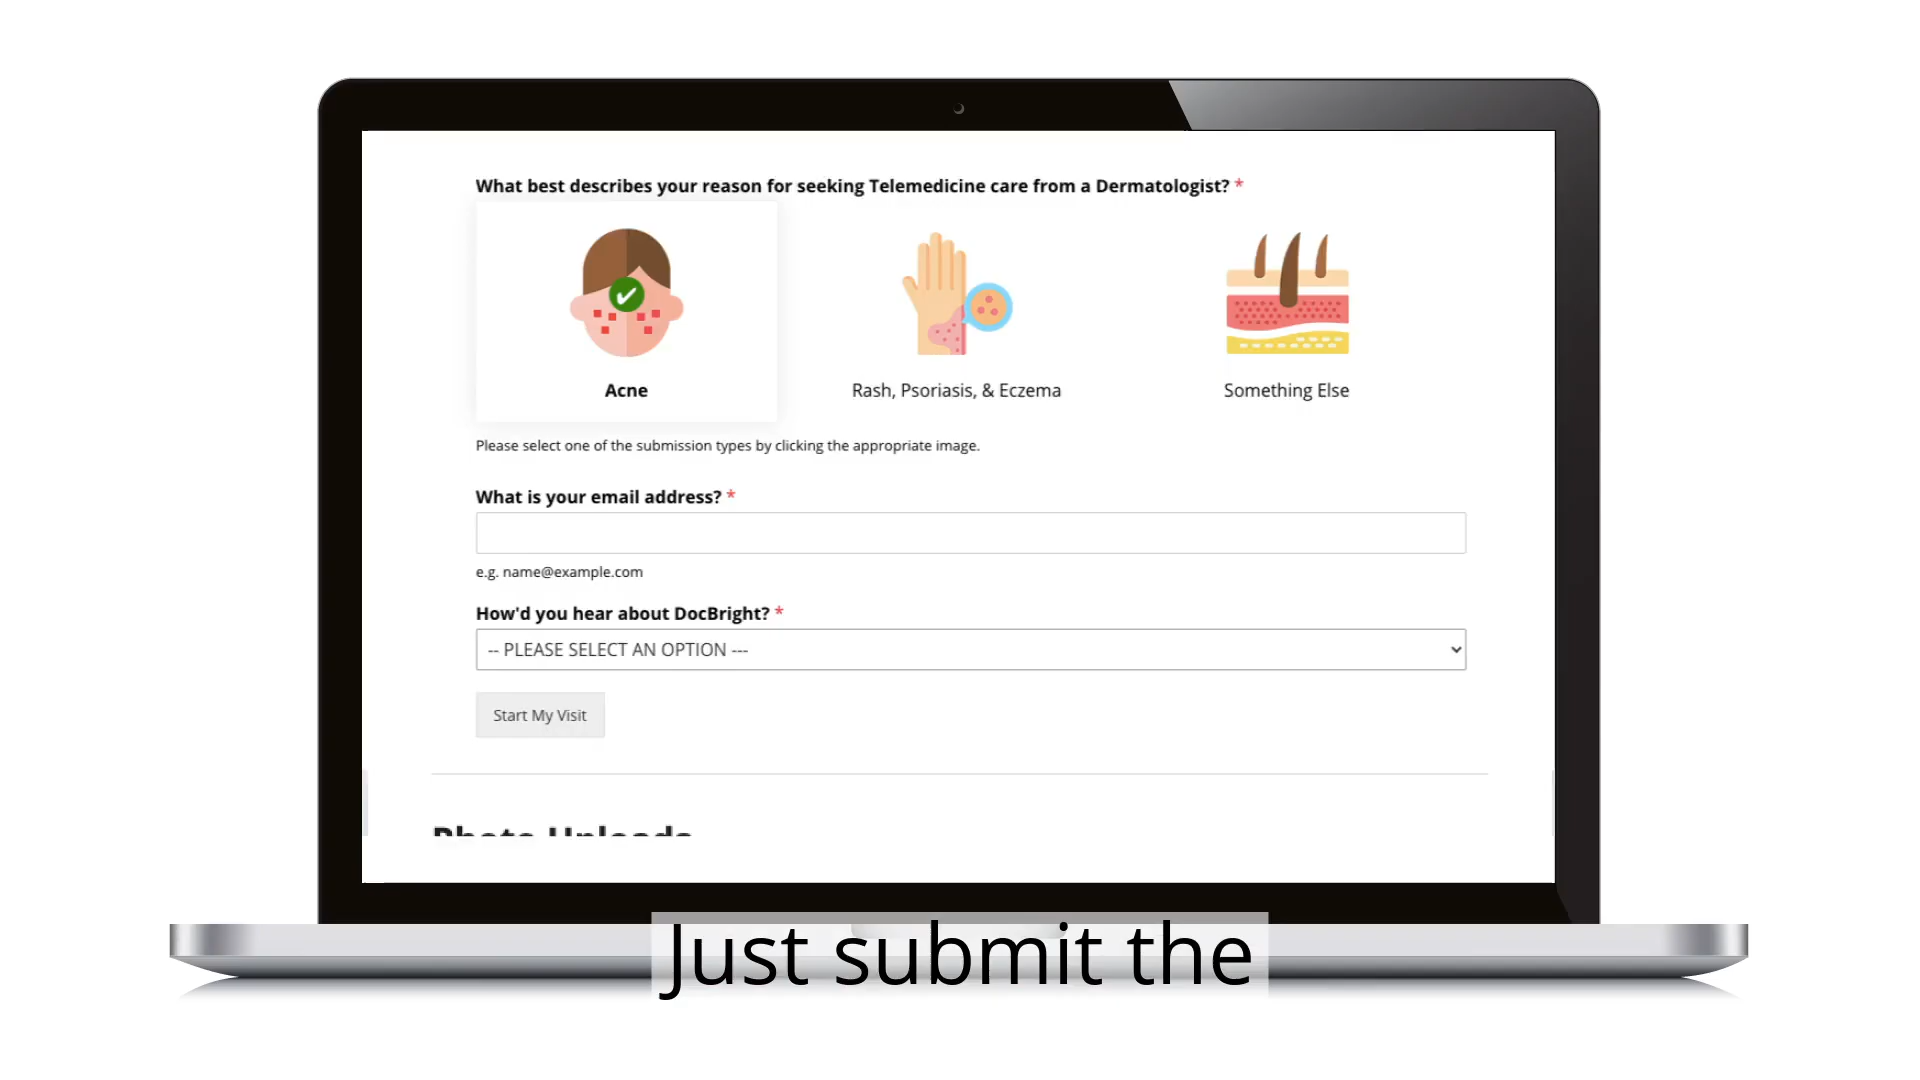 What best describes your reason for seeking Telemedicine care from a Dermatologist? *
Acne
Rash, Psoriasis, & Eczema
Something Else
Please select one of the submission types by clicking the appropriate image.
What is your email address? *
e.g. name@example.com
How'd you hear about DocBright? *
-- PLEASE SELECT AN OPTION ---
Start My Visit
Photo Uploads
Just submit the